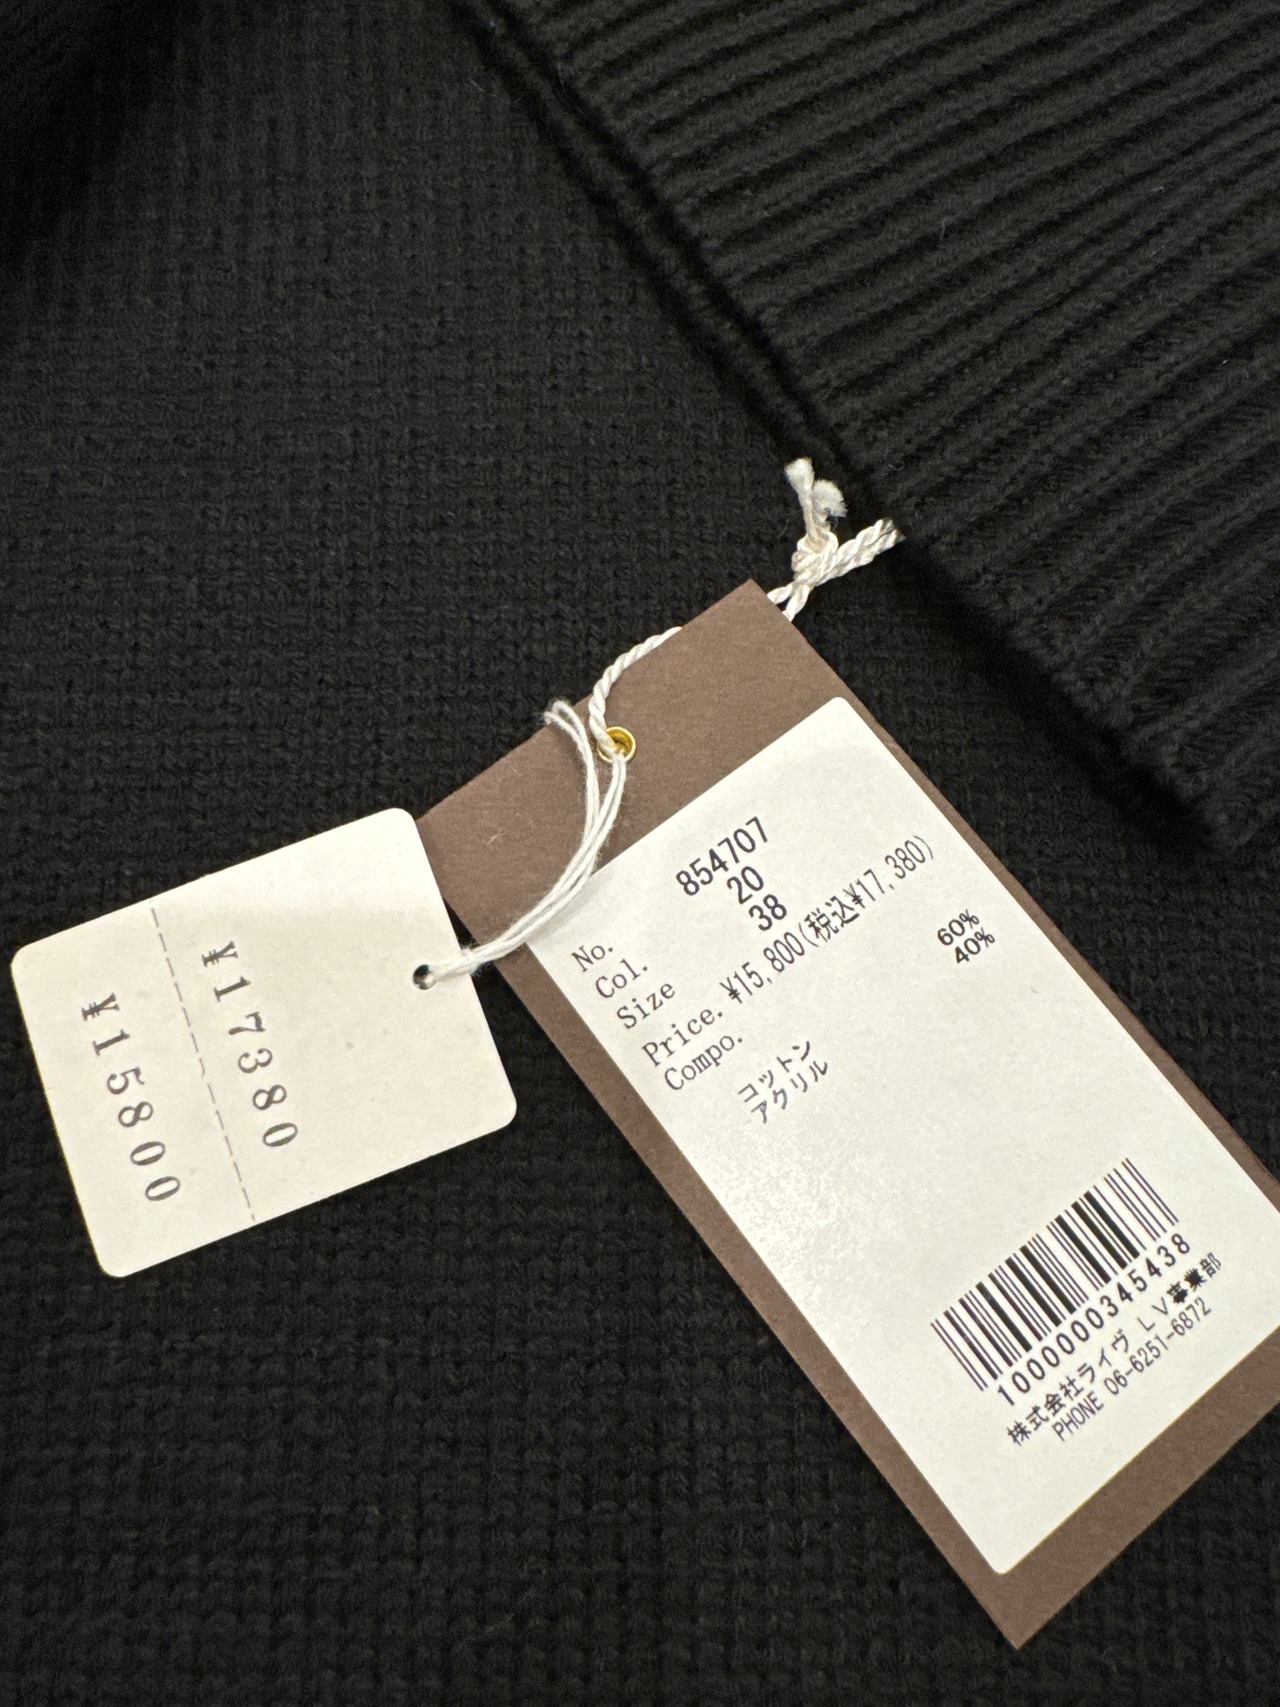 ¥17380
¥15800
No. 854707
Col. 20
Size 38
Price. ¥15,800(税込¥17,380)
Compo.
コットン 60%
アクリル 40%
1000000345438
株式会社ライヴ LV事業部
PHONE 06-6251-6872